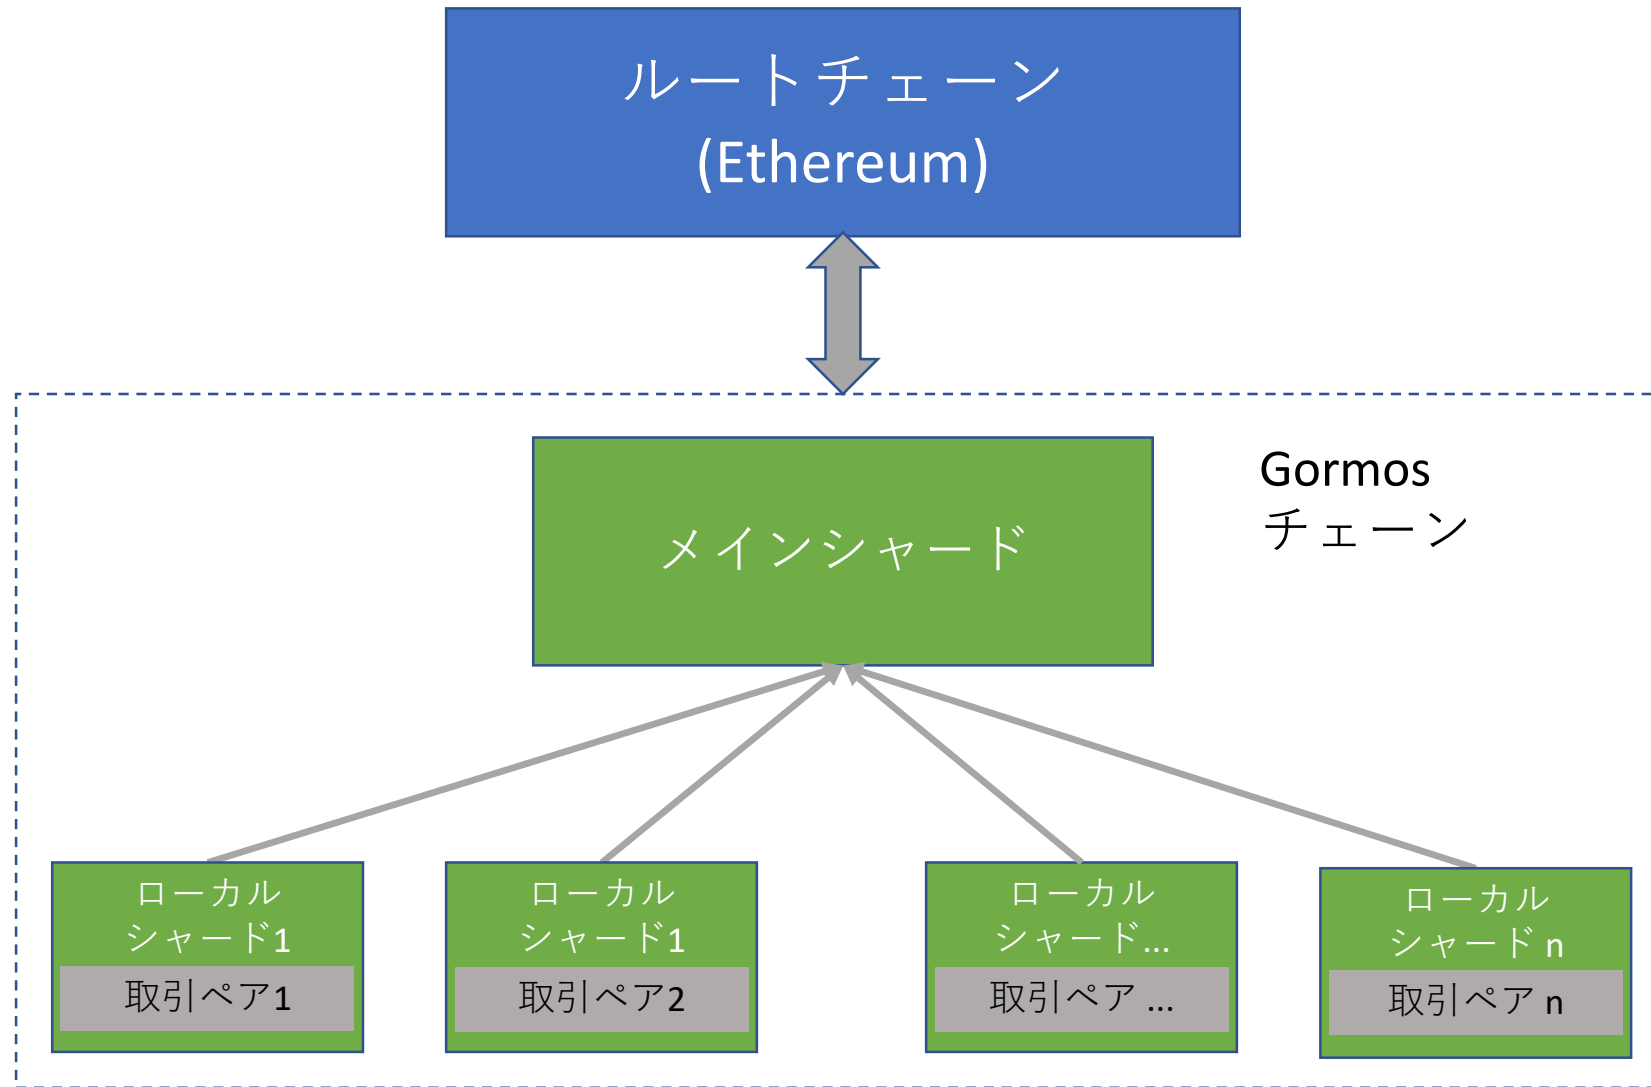 ルートチェーン
(Ethereum)
Gormos
チェーン
メインシャード
ローカル
シャード1
取引ペア1
ローカル
シャード1
取引ペア2
ローカル
シャード...
取引ペア ...
ローカル
シャード n
取引ペア n